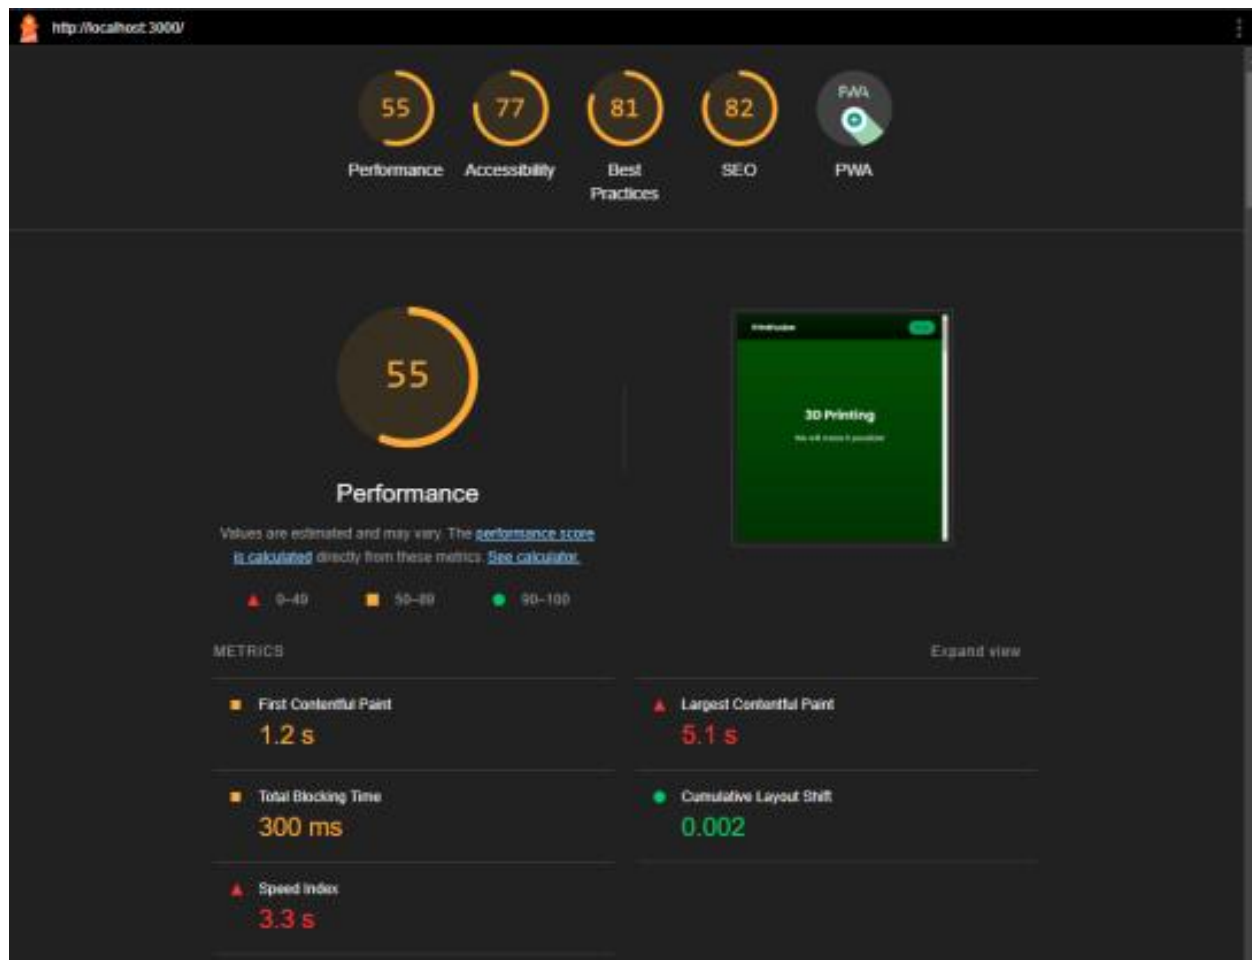 http://localhost:3000/
55
77
81
82
PWA
Performance
Accessibility
Best
Practices
SEO
PWA
55
3D Printing
Performance
Values are estimated and may vary. The performance score
is calculated directly from these metrics. See calculator.
0–49
50–89
90–100
METRICS
Expand view
First Contentful Paint
1.2 s
Largest Contentful Paint
5.1 s
Total Blocking Time
300 ms
Cumulative Layout Shift
0.002
Speed Index
3.3 s